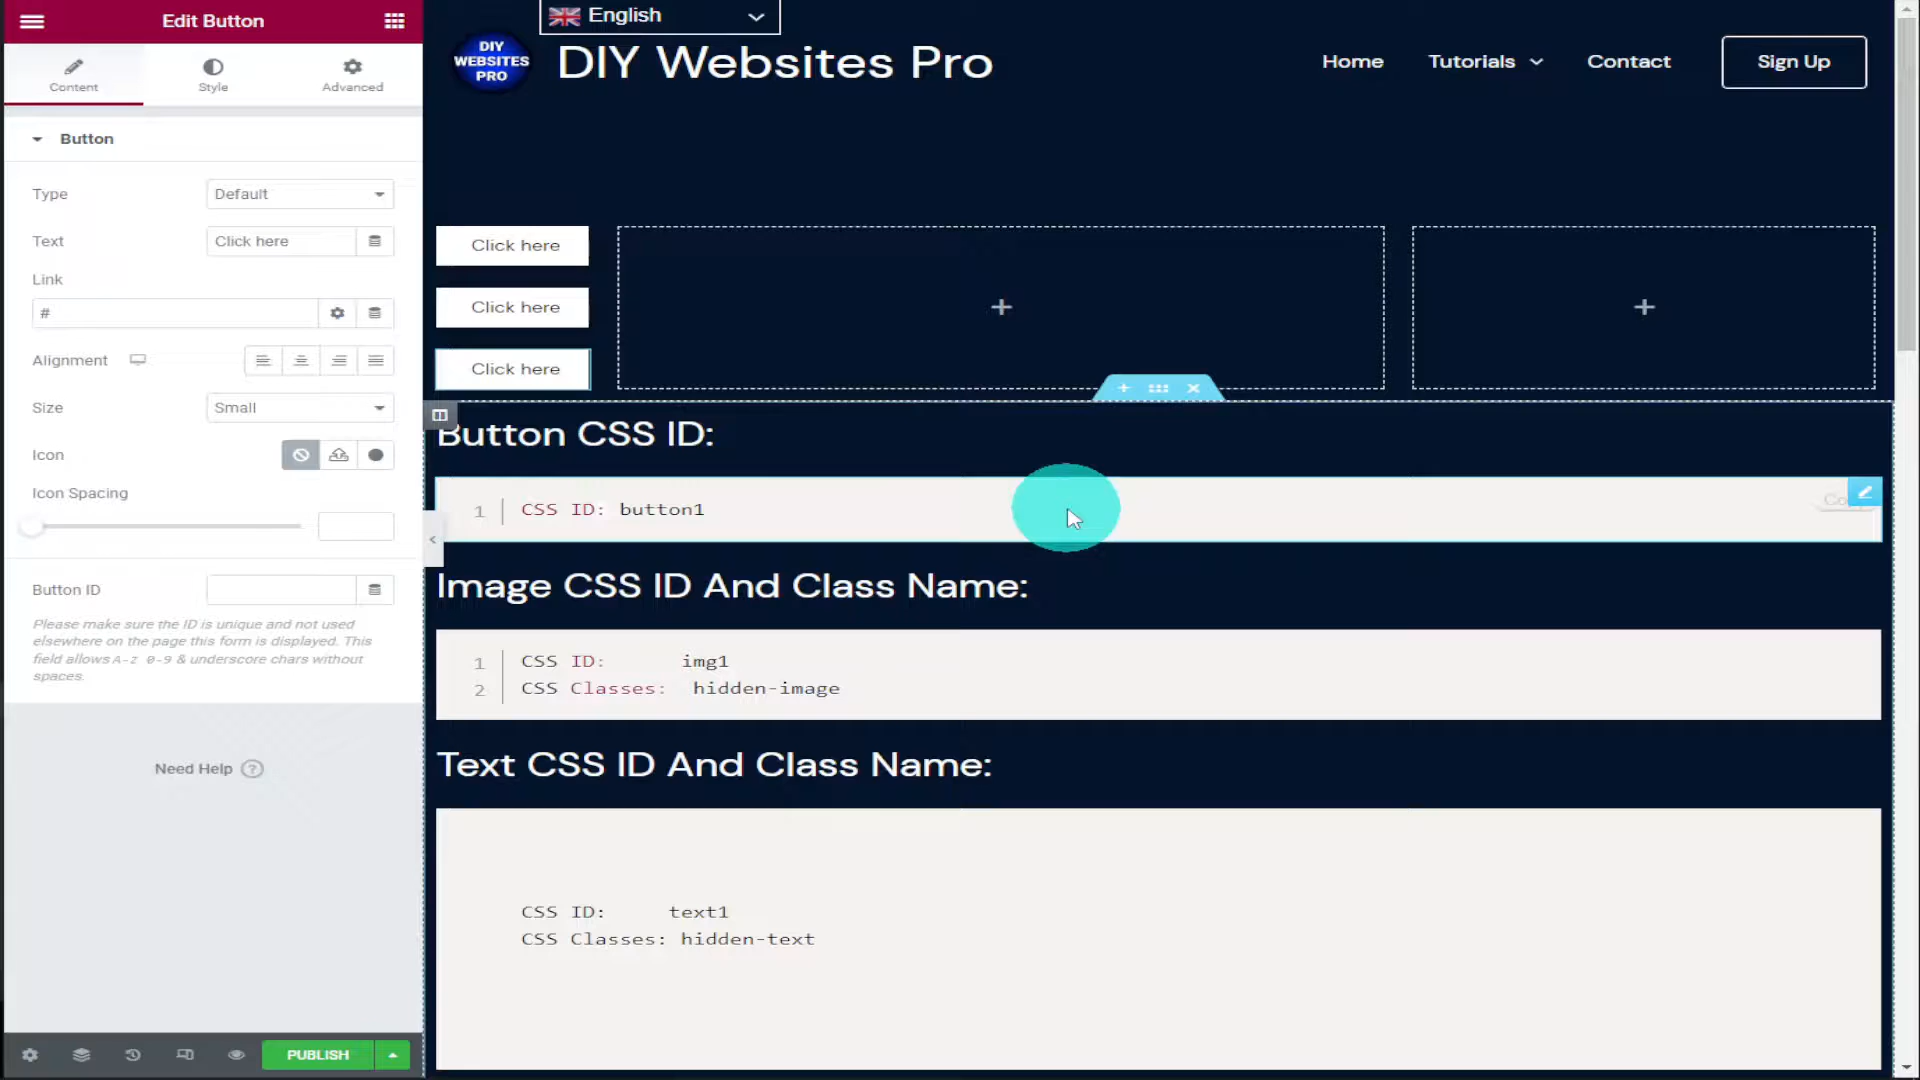 Edit Button
Content
Style
Advanced
Button
Type
Default
Text
Click here
Link
#
Alignment
Size
Small
Icon
Icon Spacing
Button ID
Please make sure the ID is unique and not used
elsewhere on the page this form is displayed. This
field allows A-z 0-9 & underscore chars without
spaces.
Need Help ?
PUBLISH
English
DIY
WEBSITES
PRO
DIY Websites Pro
Home
Tutorials
Contact
Sign Up
Click here
Click here
Click here
Button CSS ID:
1 CSS ID: button1
Image CSS ID And Class Name:
1 CSS ID: img1
2 CSS Classes: hidden-image
Text CSS ID And Class Name:
CSS ID: text1
CSS Classes: hidden-text